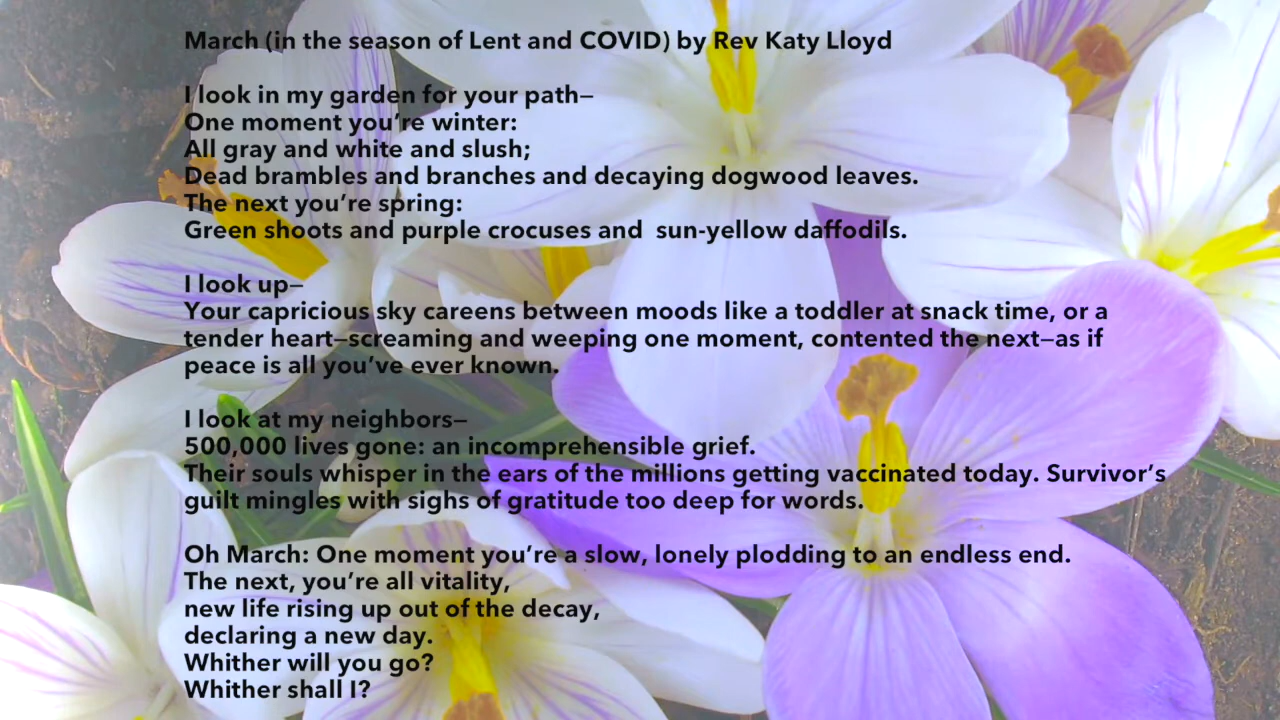 March (in the season of Lent and COVID) by Rev Katy Lloyd
I look in my garden for your path—
One moment you're winter:
All gray and white and slush;
Dead brambles and branches and decaying dogwood leaves.
The next you're spring:
Green shoots and purple crocuses and  sun-yellow daffodils.
I look up—
Your capricious sky careens between moods like a toddler at snack time, or a
tender heart—screaming and weeping one moment, contented the next—as if
peace is all you've ever known.
I look at my neighbors—
500,000 lives gone: an incomprehensible grief.
Their souls whisper in the ears of the millions getting vaccinated today. Survivor's
guilt mingles with sighs of gratitude too deep for words.
Oh March: One moment you're a slow, lonely plodding to an endless end.
The next, you're all vitality,
new life rising up out of the decay,
declaring a new day.
Whither will you go?
Whither shall I?